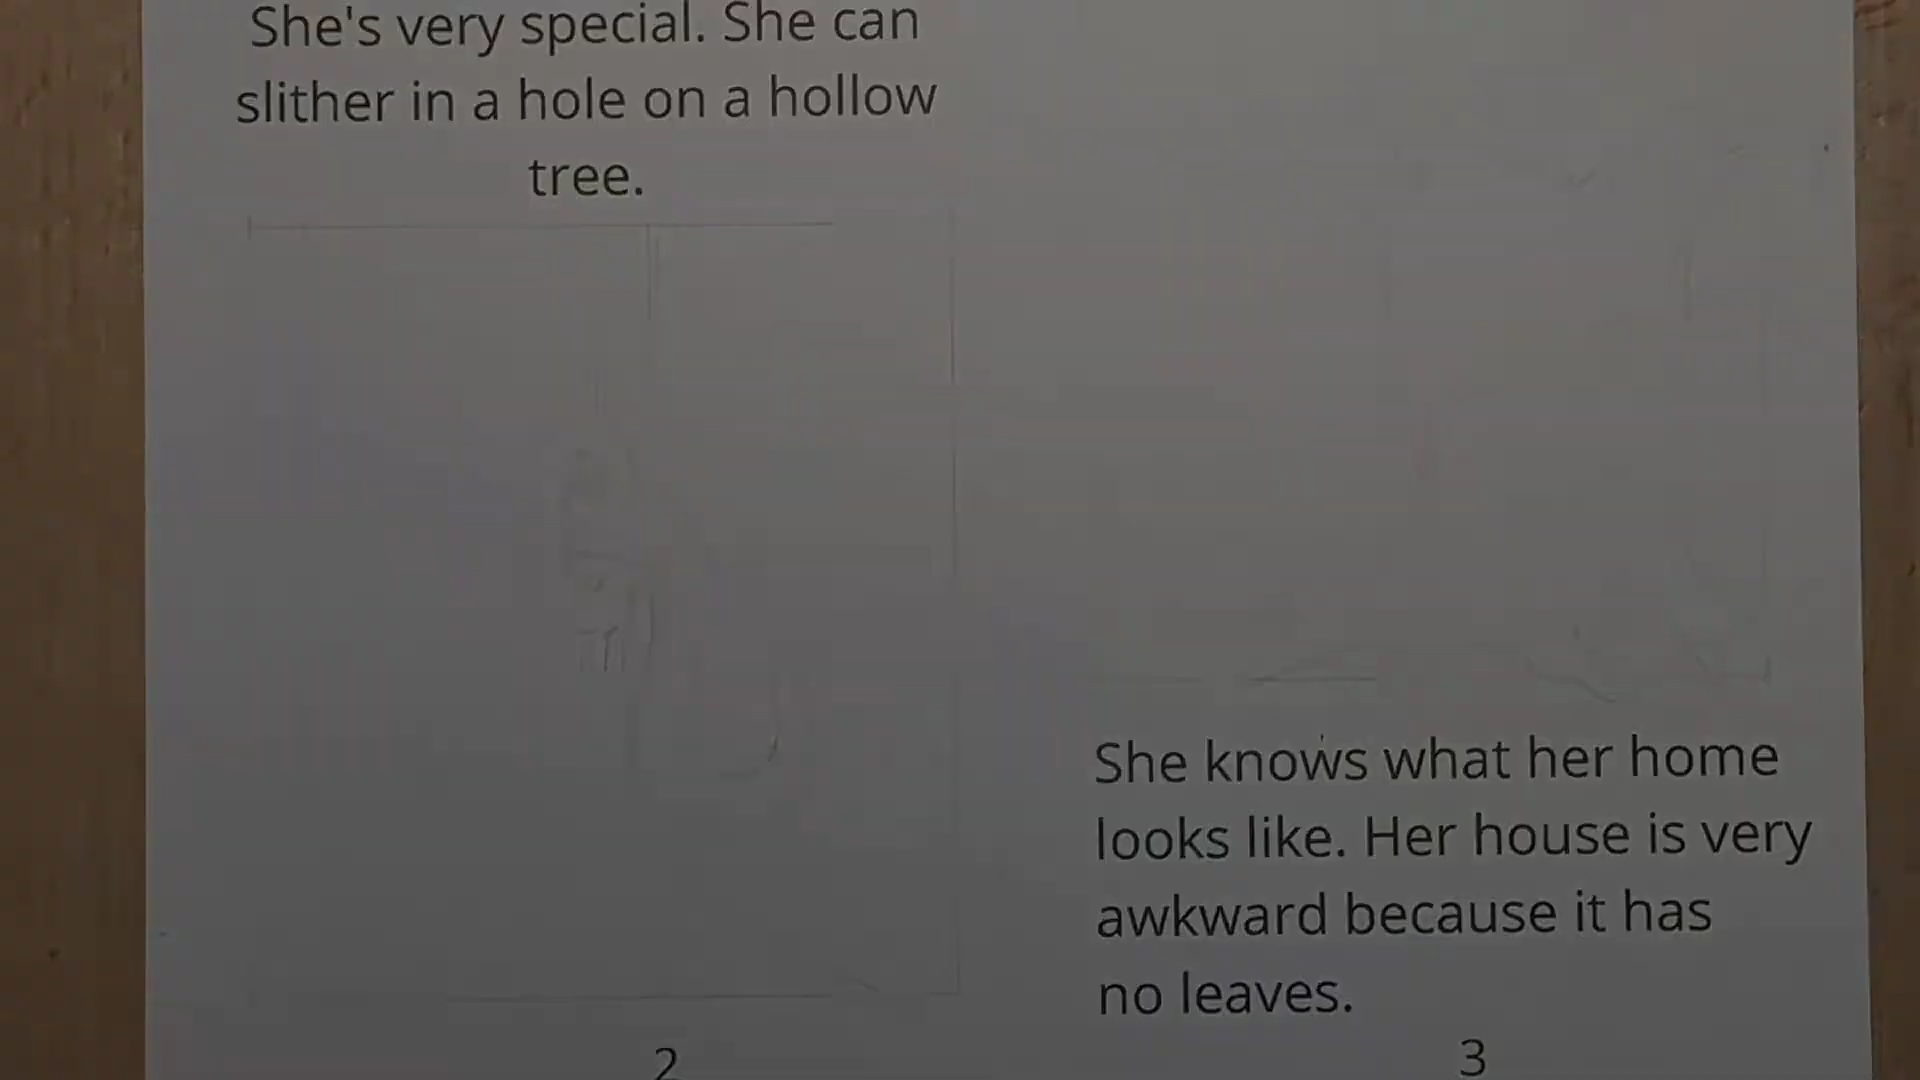 She's very special. She can
slither in a hole on a hollow
tree.
2
She knows what her home
looks like. Her house is very
awkward because it has
no leaves.
3